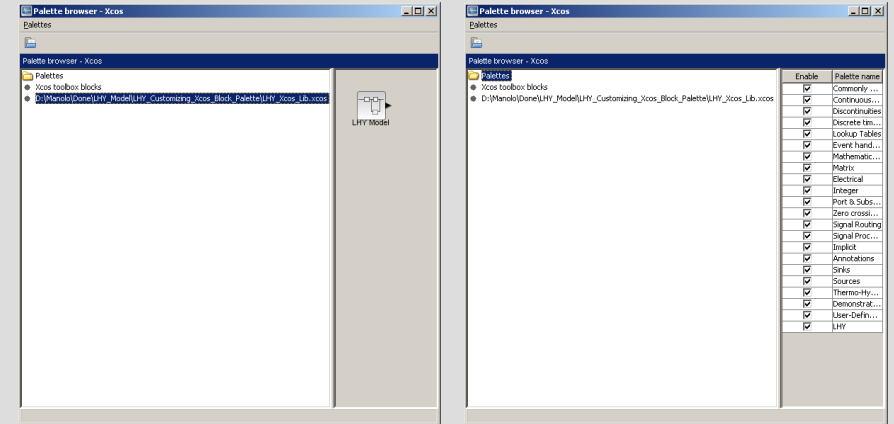 Palette browser - Xcos
Palettes
Palette browser - Xcos
Palettes
Xcos toolbox blocks
D:\Manolo\Done\LHY_Model\LHY_Customizing_Xcos_Block_Palette\LHY_Xcos_Lib.xcos
LHY Model
Palette browser - Xcos
Palettes
Palette browser - Xcos
Palettes
Xcos toolbox blocks
D:\Manolo\Done\LHY_Model\LHY_Customizing_Xcos_Block_Palette\LHY_Xcos_Lib.xcos
Enable Palette name
Commonly ...
Continuous...
Discontinuities
Discrete tim...
Lookup Tables
Event hand...
Mathematic...
Matrix
Electrical
Integer
Port & Subs...
Zero crossi...
Signal Routing
Signal Proc...
Implicit
Annotations
Sinks
Sources
Thermo-Hy...
Demonstrat...
User-Defin...
LHY